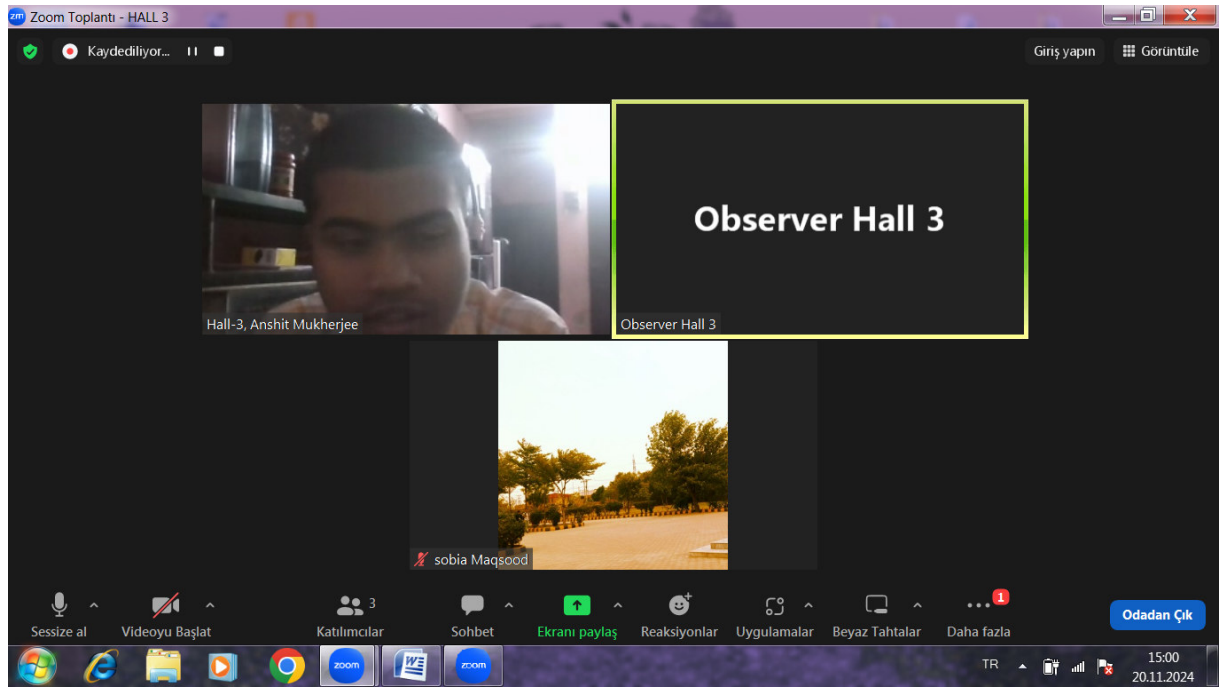 Zoom Toplantı - HALL 3
Kaydediliyor...
Giriş yapın
Görüntüle
Hall-3, Anshit Mukherjee
Observer Hall 3
Observer Hall 3
sobia Maqsood
3
1
Sessize al
Videoyu Başlat
Katılımcılar
Sohbet
Ekranı paylaş
Reaksiyonlar
Uygulamalar
Beyaz Tahtalar
Daha fazla
Odadan Çık
zoom
zoom
TR
15:00
20.11.2024